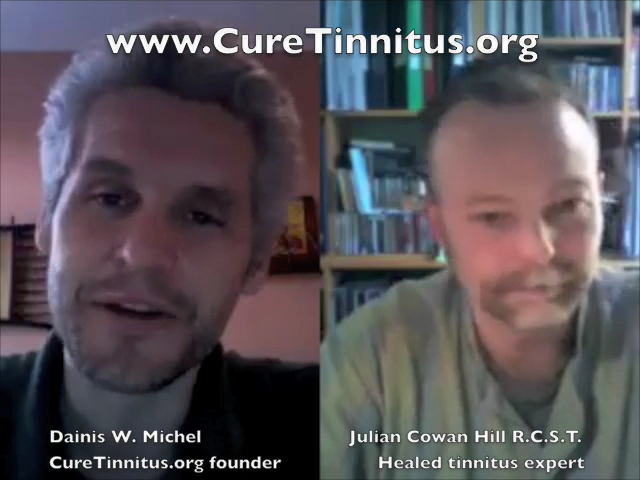 www.CureTinnitus.org
Dainis W. Michel
CureTinnitus.org founder
Julian Cowan Hill R.C.S.T.
Healed tinnitus expert